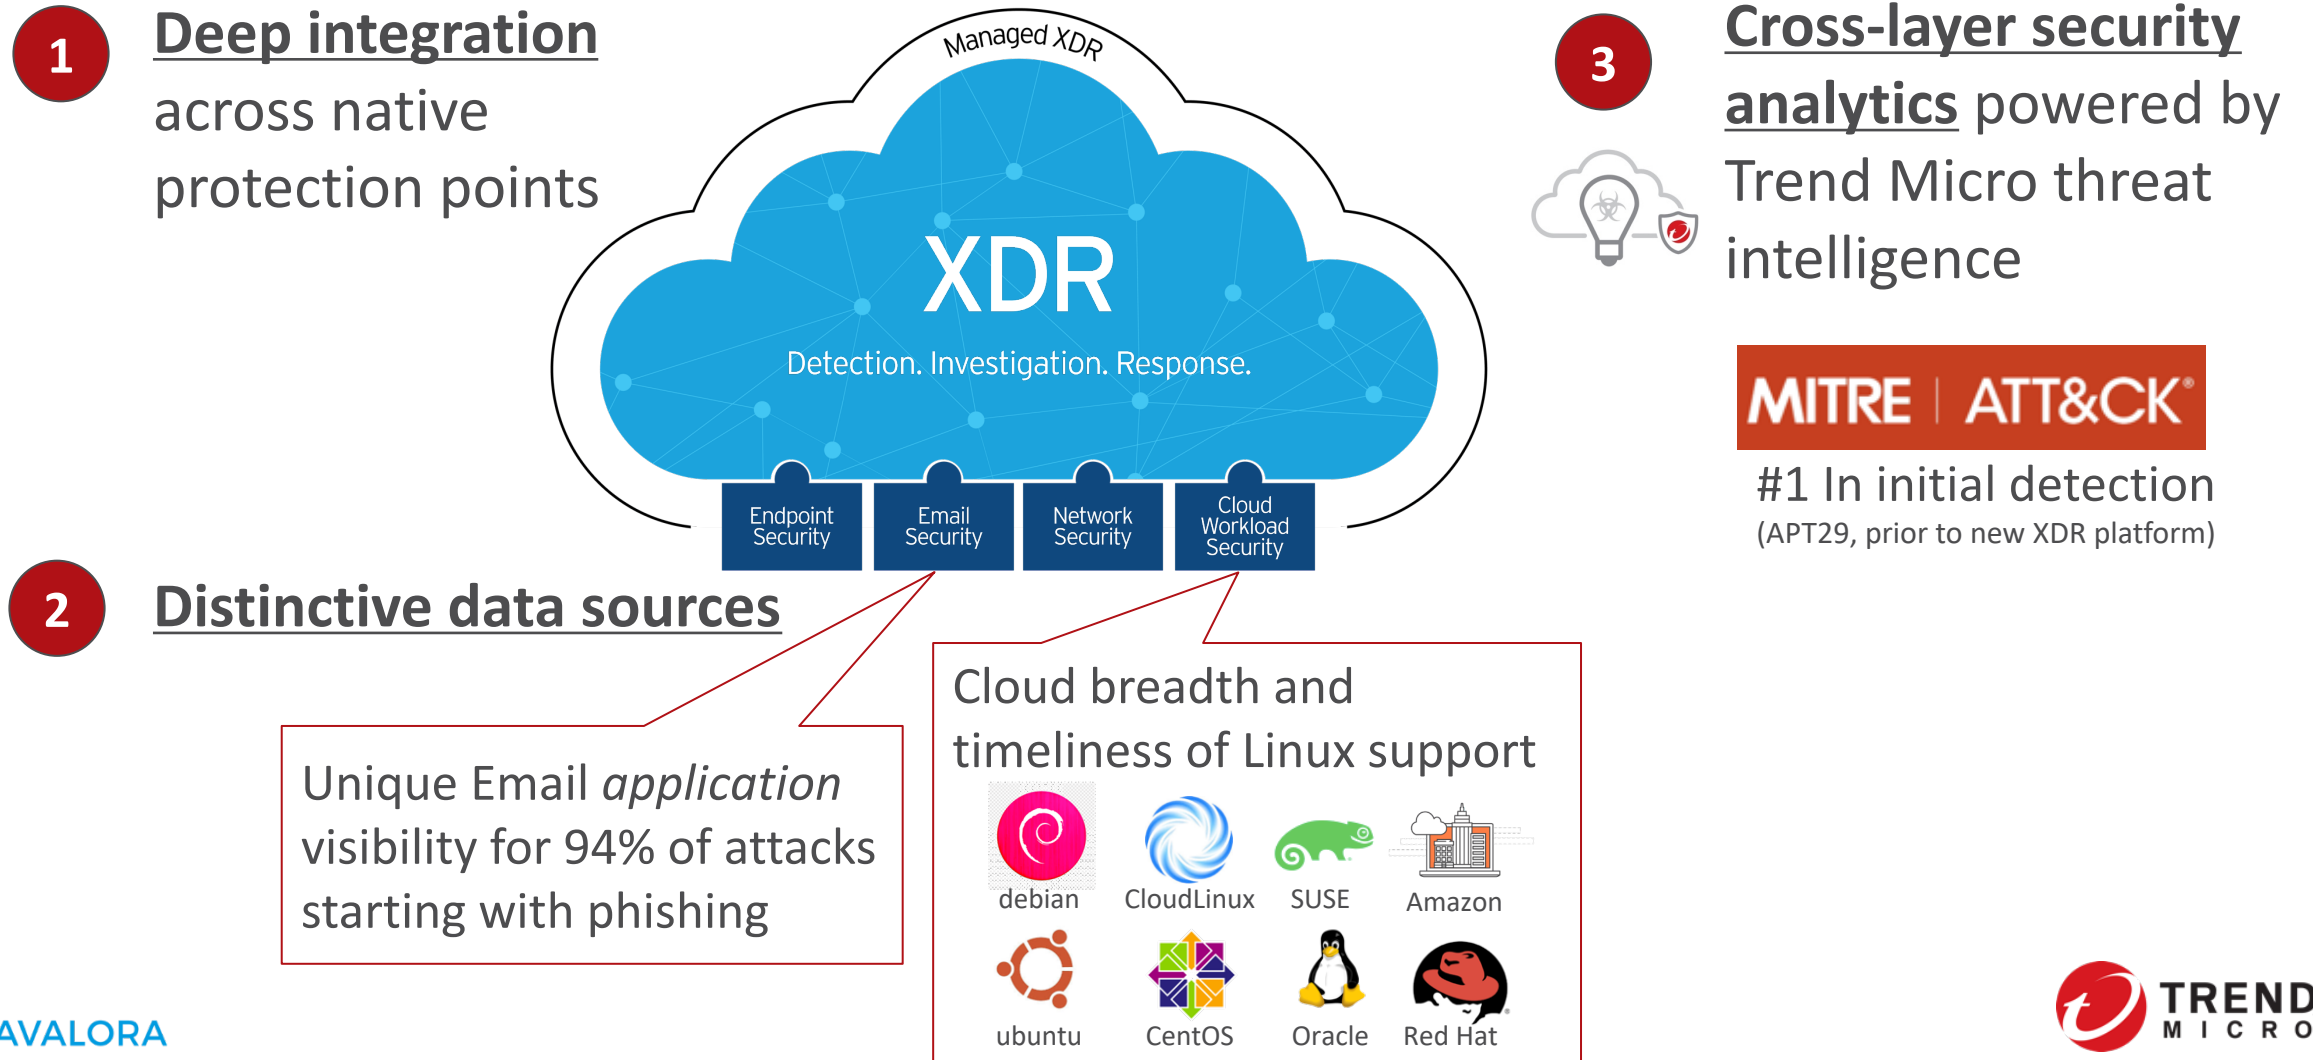 1
Deep integration
across native
protection points
Managed XDR
XDR
Detection. Investigation. Response.
Endpoint
Security
Email
Security
Network
Security
Cloud
Workload
Security
2
Distinctive data sources
Unique Email application
visibility for 94% of attacks
starting with phishing
Cloud breadth and
timeliness of Linux support
debian CloudLinux SUSE Amazon
ubuntu CentOS Oracle Red Hat
3
Cross-layer security
analytics powered by
Trend Micro threat
intelligence
MITRE | ATT&CK®
#1 In initial detection
(APT29, prior to new XDR platform)
AVALORA
TREND
MICRO